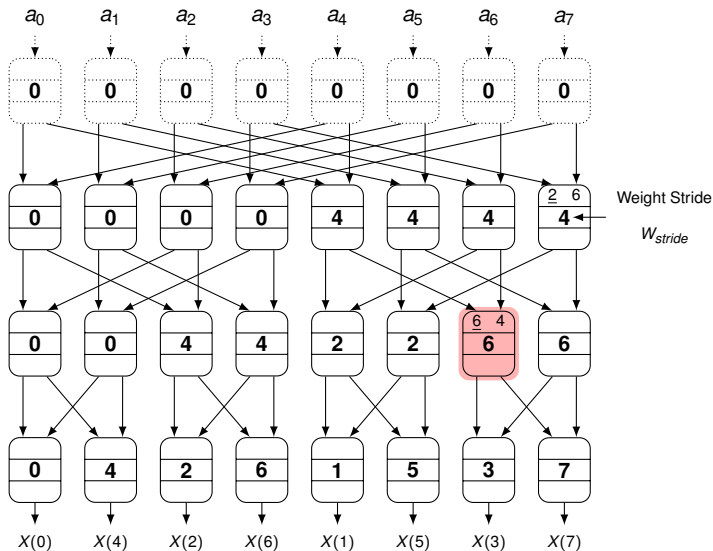 a0 a1 a2 a3 a4 a5 a6 a7
0 0 0 0 0 0 0 0
2 6
0 0 0 0 4 4 4 4
Weight Stride
Wstride
6 4
0 0 4 4 2 2 6 6
0 4 2 6 1 5 3 7
X(0) X(4) X(2) X(6) X(1) X(5) X(3) X(7)